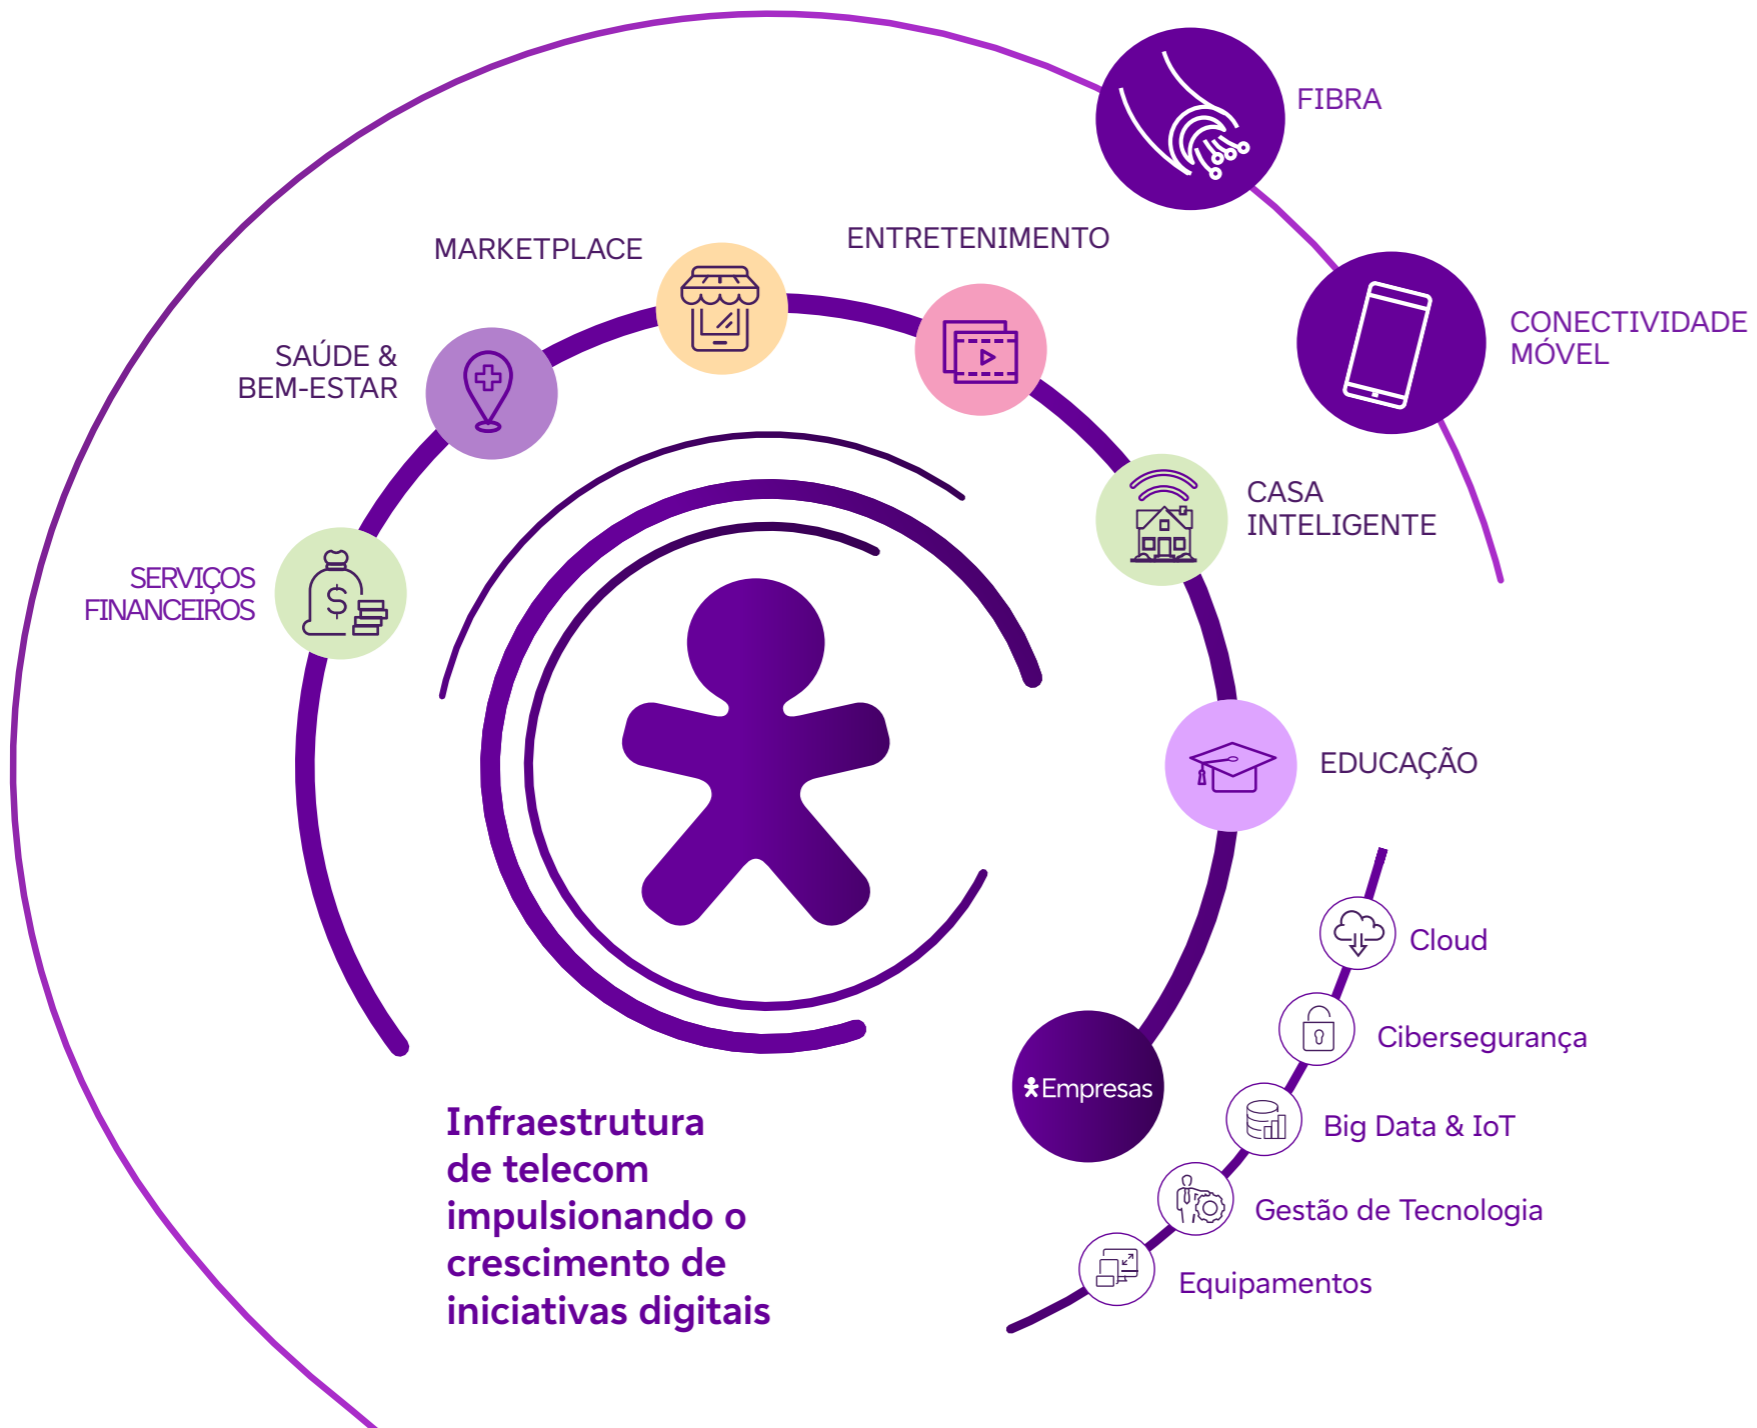 FIBRA
CONECTIVIDADE
MÓVEL
ENTRETENIMENTO
MARKETPLACE
SAÚDE &
BEM-ESTAR
SERVIÇOS
FINANCEIROS
$
CASA
INTELIGENTE
EDUCAÇÃO
Empresas
Cloud
Cibersegurança
Big Data & IoT
Gestão de Tecnologia
Equipamentos
Infraestrutura
de telecom
impulsionando o
crescimento de
iniciativas digitais